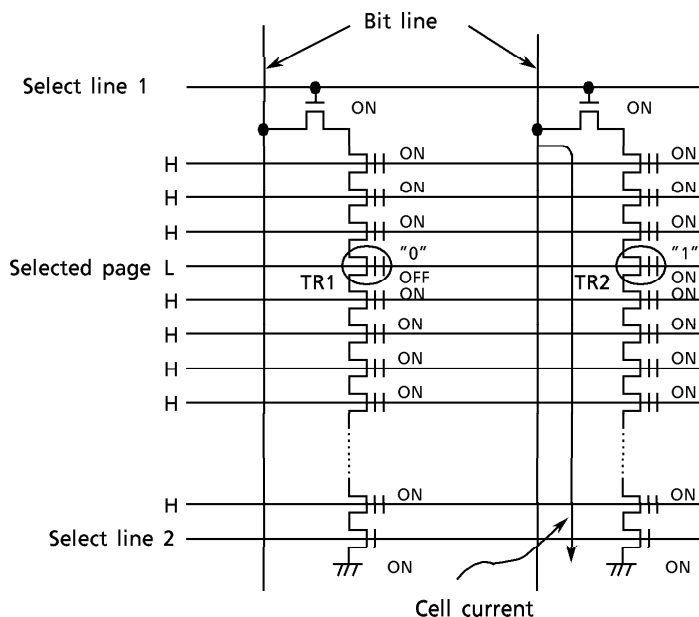 Bit line
Select line 1
ON ON
H ON ON
H ON ON
H ON ON
"0" "1"
Selected page L TR1 OFF TR2 ON
H ON ON
H ON ON
H ON ON
H ON ON
H ON ON
Select line 2
ON ON
Cell current